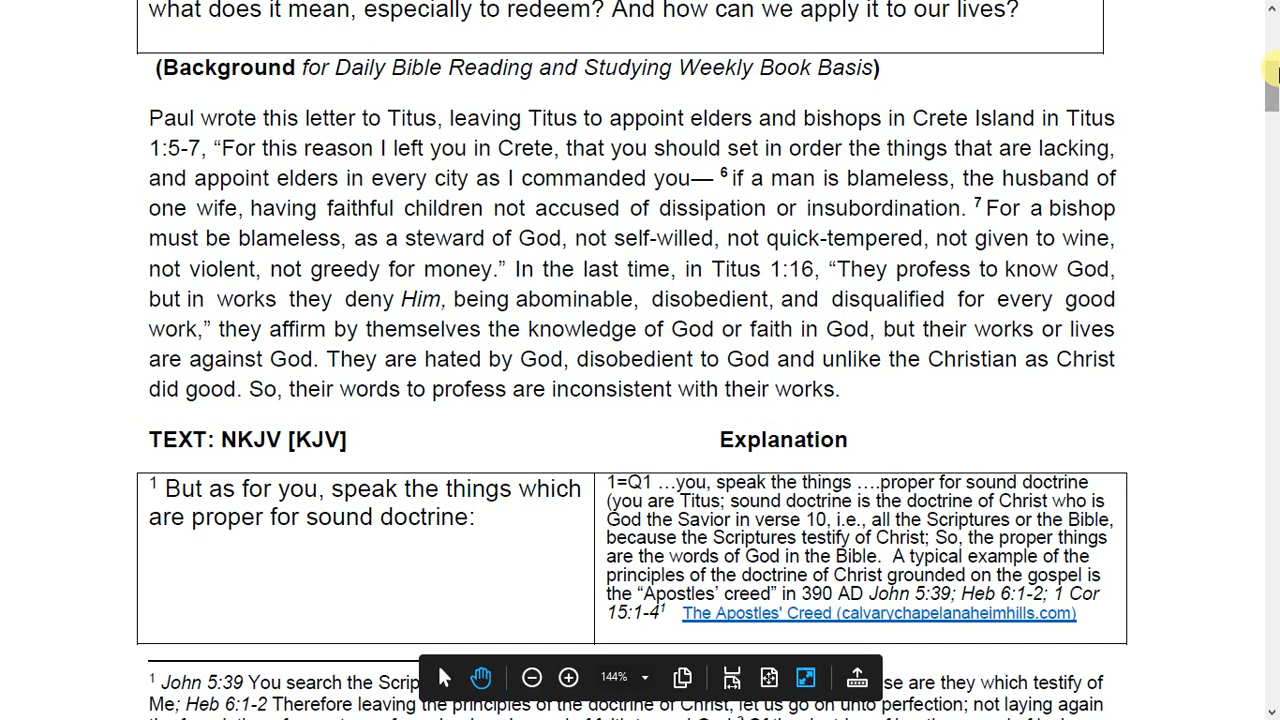 what does it mean, especially to redeem? And how can we apply it to our lives?
(Background for Daily Bible Reading and Studying Weekly Book Basis)
Paul wrote this letter to Titus, leaving Titus to appoint elders and bishops in Crete Island in Titus
1:5-7, “For this reason I left you in Crete, that you should set in order the things that are lacking,
and appoint elders in every city as I commanded you— ⁶ if a man is blameless, the husband of
one wife, having faithful children not accused of dissipation or insubordination. ⁷ For a bishop
must be blameless, as a steward of God, not self-willed, not quick-tempered, not given to wine,
not violent, not greedy for money.” In the last time, in Titus 1:16, “They profess to know God,
but in works they deny Him, being abominable, disobedient, and disqualified for every good
work,” they affirm by themselves the knowledge of God or faith in God, but their works or lives
are against God. They are hated by God, disobedient to God and unlike the Christian as Christ
did good. So, their words to profess are inconsistent with their works.
TEXT: NKJV [KJV] Explanation
¹ But as for you, speak the things which
are proper for sound doctrine:
1=Q1 …you, speak the things ….proper for sound doctrine
(you are Titus; sound doctrine is the doctrine of Christ who is
God the Savior in verse 10, i.e., all the Scriptures or the Bible,
because the Scriptures testify of Christ; So, the proper things
are the words of God in the Bible. A typical example of the
principles of the doctrine of Christ grounded on the gospel is
the “Apostles’ creed” in 390 AD John 5:39; Heb 6:1-2; 1 Cor
15:1-4¹ The Apostles' Creed (calvarychapelanaheimhills.com)
144%
¹ John 5:39 You search the Scrip se are they which testify of
Me; Heb 6:1-2 Therefore leaving the principles of the doctrine of Christ, let us go on unto perfection; not laying again